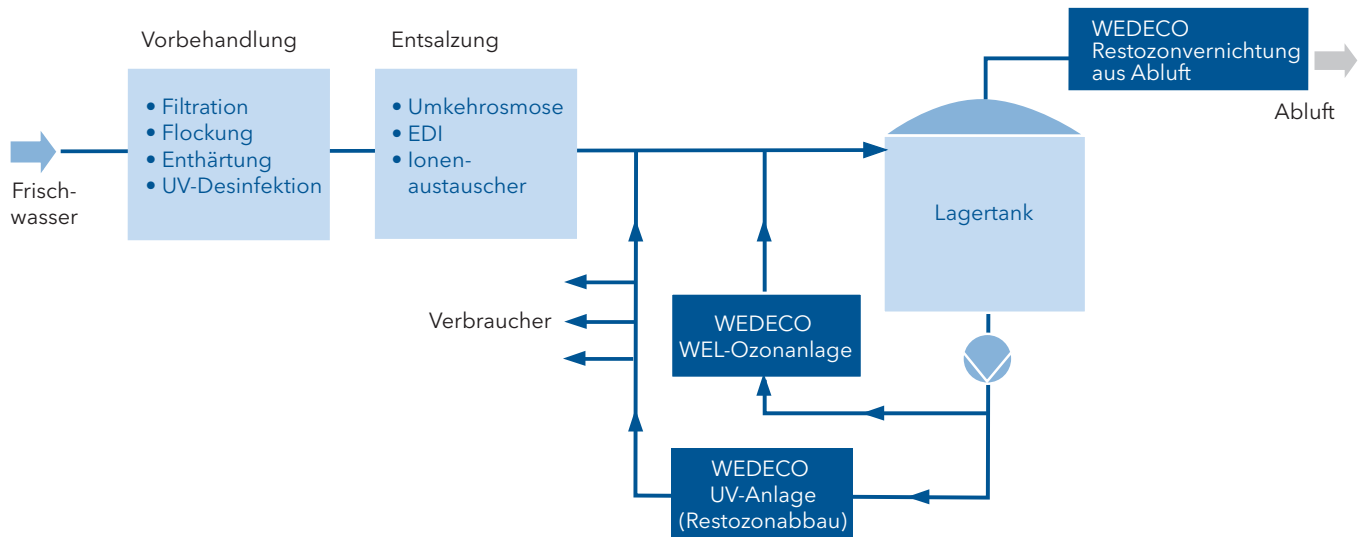 Vorbehandlung
• Filtration
• Flockung
• Enthärtung
• UV-Desinfektion
Entsalzung
• Umkehrosmose
• EDI
• Ionen-
austauscher
Frisch-
wasser
WEDECO
Restozonvernichtung
aus Abluft
Abluft
Lagertank
Verbraucher
WEDECO
WEL-Ozonanlage
WEDECO
UV-Anlage
(Restozonabbau)